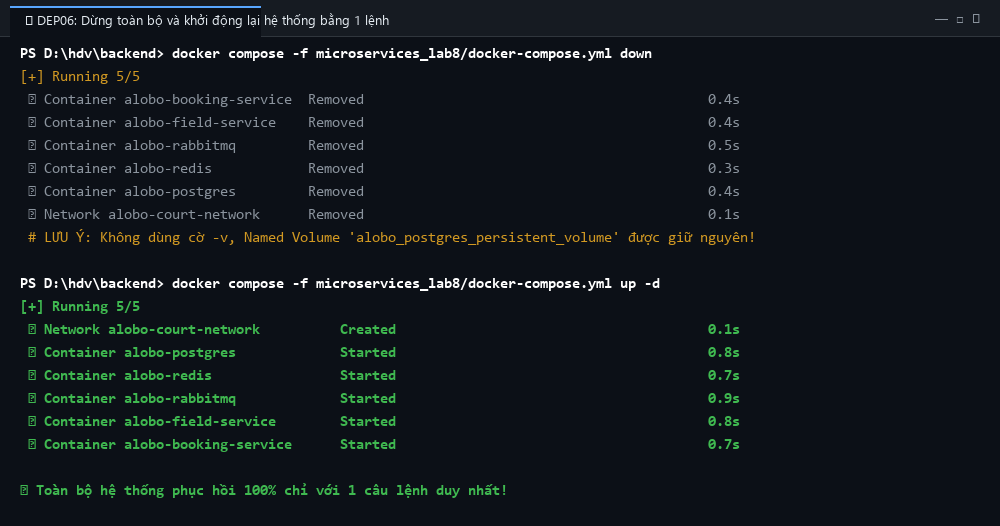 DEP06: Dừng toàn bộ và khởi động lại hệ thống bằng 1 lệnh
PS D:\hdv\backend> docker compose -f microservices_lab8/docker-compose.yml down
[+] Running 5/5
Container alobo-booking-service Removed 0.4s
Container alobo-field-service Removed 0.4s
Container alobo-rabbitmq Removed 0.5s
Container alobo-redis Removed 0.3s
Container alobo-postgres Removed 0.4s
Network alobo-court-network Removed 0.1s
# LƯU Ý: Không dùng cờ -v, Named Volume 'alobo_postgres_persistent_volume' được giữ nguyên!
PS D:\hdv\backend> docker compose -f microservices_lab8/docker-compose.yml up -d
[+] Running 5/5
Network alobo-court-network Created 0.1s
Container alobo-postgres Started 0.8s
Container alobo-redis Started 0.7s
Container alobo-rabbitmq Started 0.9s
Container alobo-field-service Started 0.8s
Container alobo-booking-service Started 0.7s
Toàn bộ hệ thống phục hồi 100% chỉ với 1 câu lệnh duy nhất!